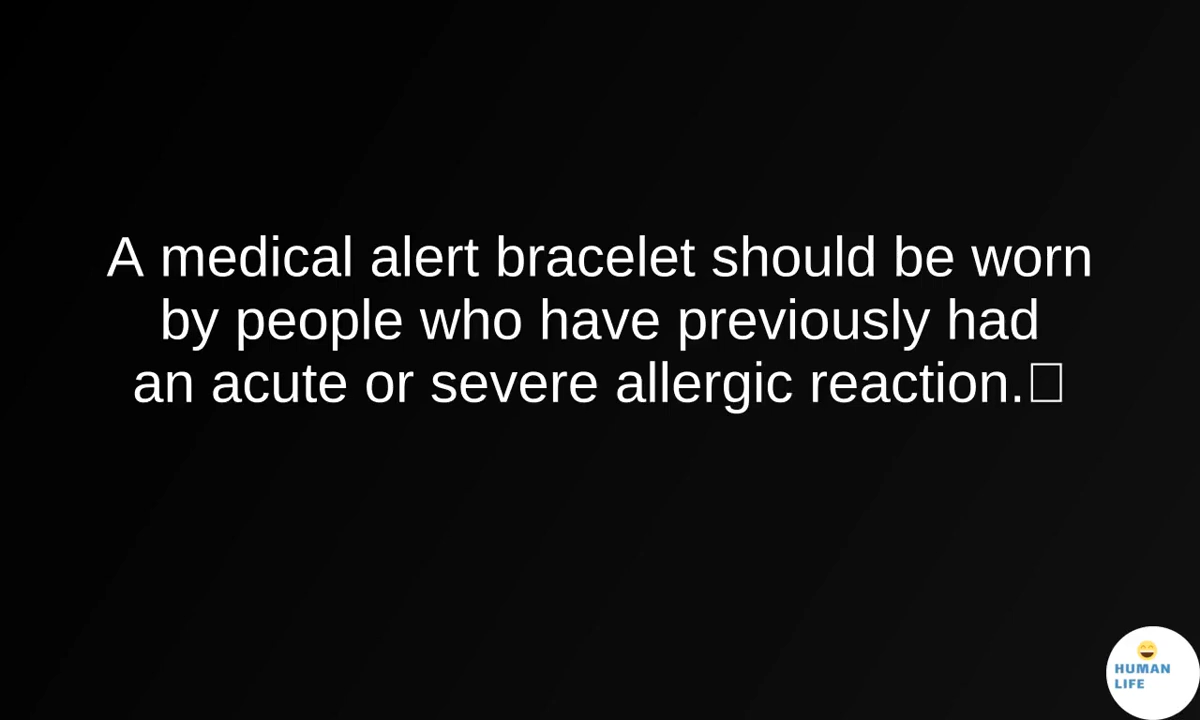 A medical alert bracelet should be worn
by people who have previously had
an acute or severe allergic reaction.
HUMAN
LIFE